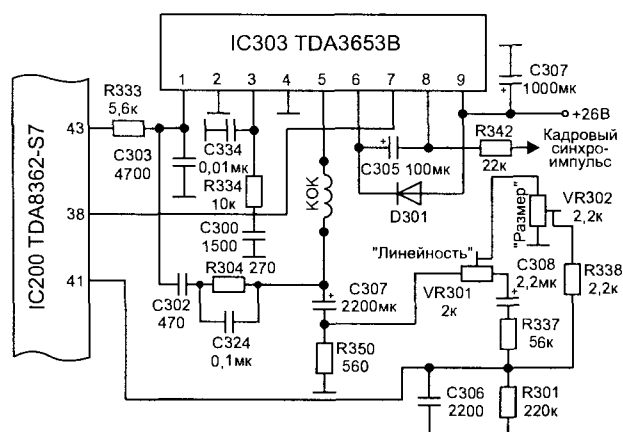 IC303 TDA3653B
1 2 3 4 5 6 7 8 9
C307
1000мк
+26В
R333
5,6к
43
C303
4700
C334
0,01мк
R334
10к
КОК
C305
100мк
D301
R342
22к
Кадровый
синхро-
импульс
IC200 TDA8362-S7
38
C300
1500
"Размер"
VR302
2,2к
"Линейность"
41
R304
270
C302
470
C324
0,1мк
C307
2200мк
VR301
2к
C308
2,2мк
R338
2,2к
R350
560
R337
56к
C306
2200
R301
220к